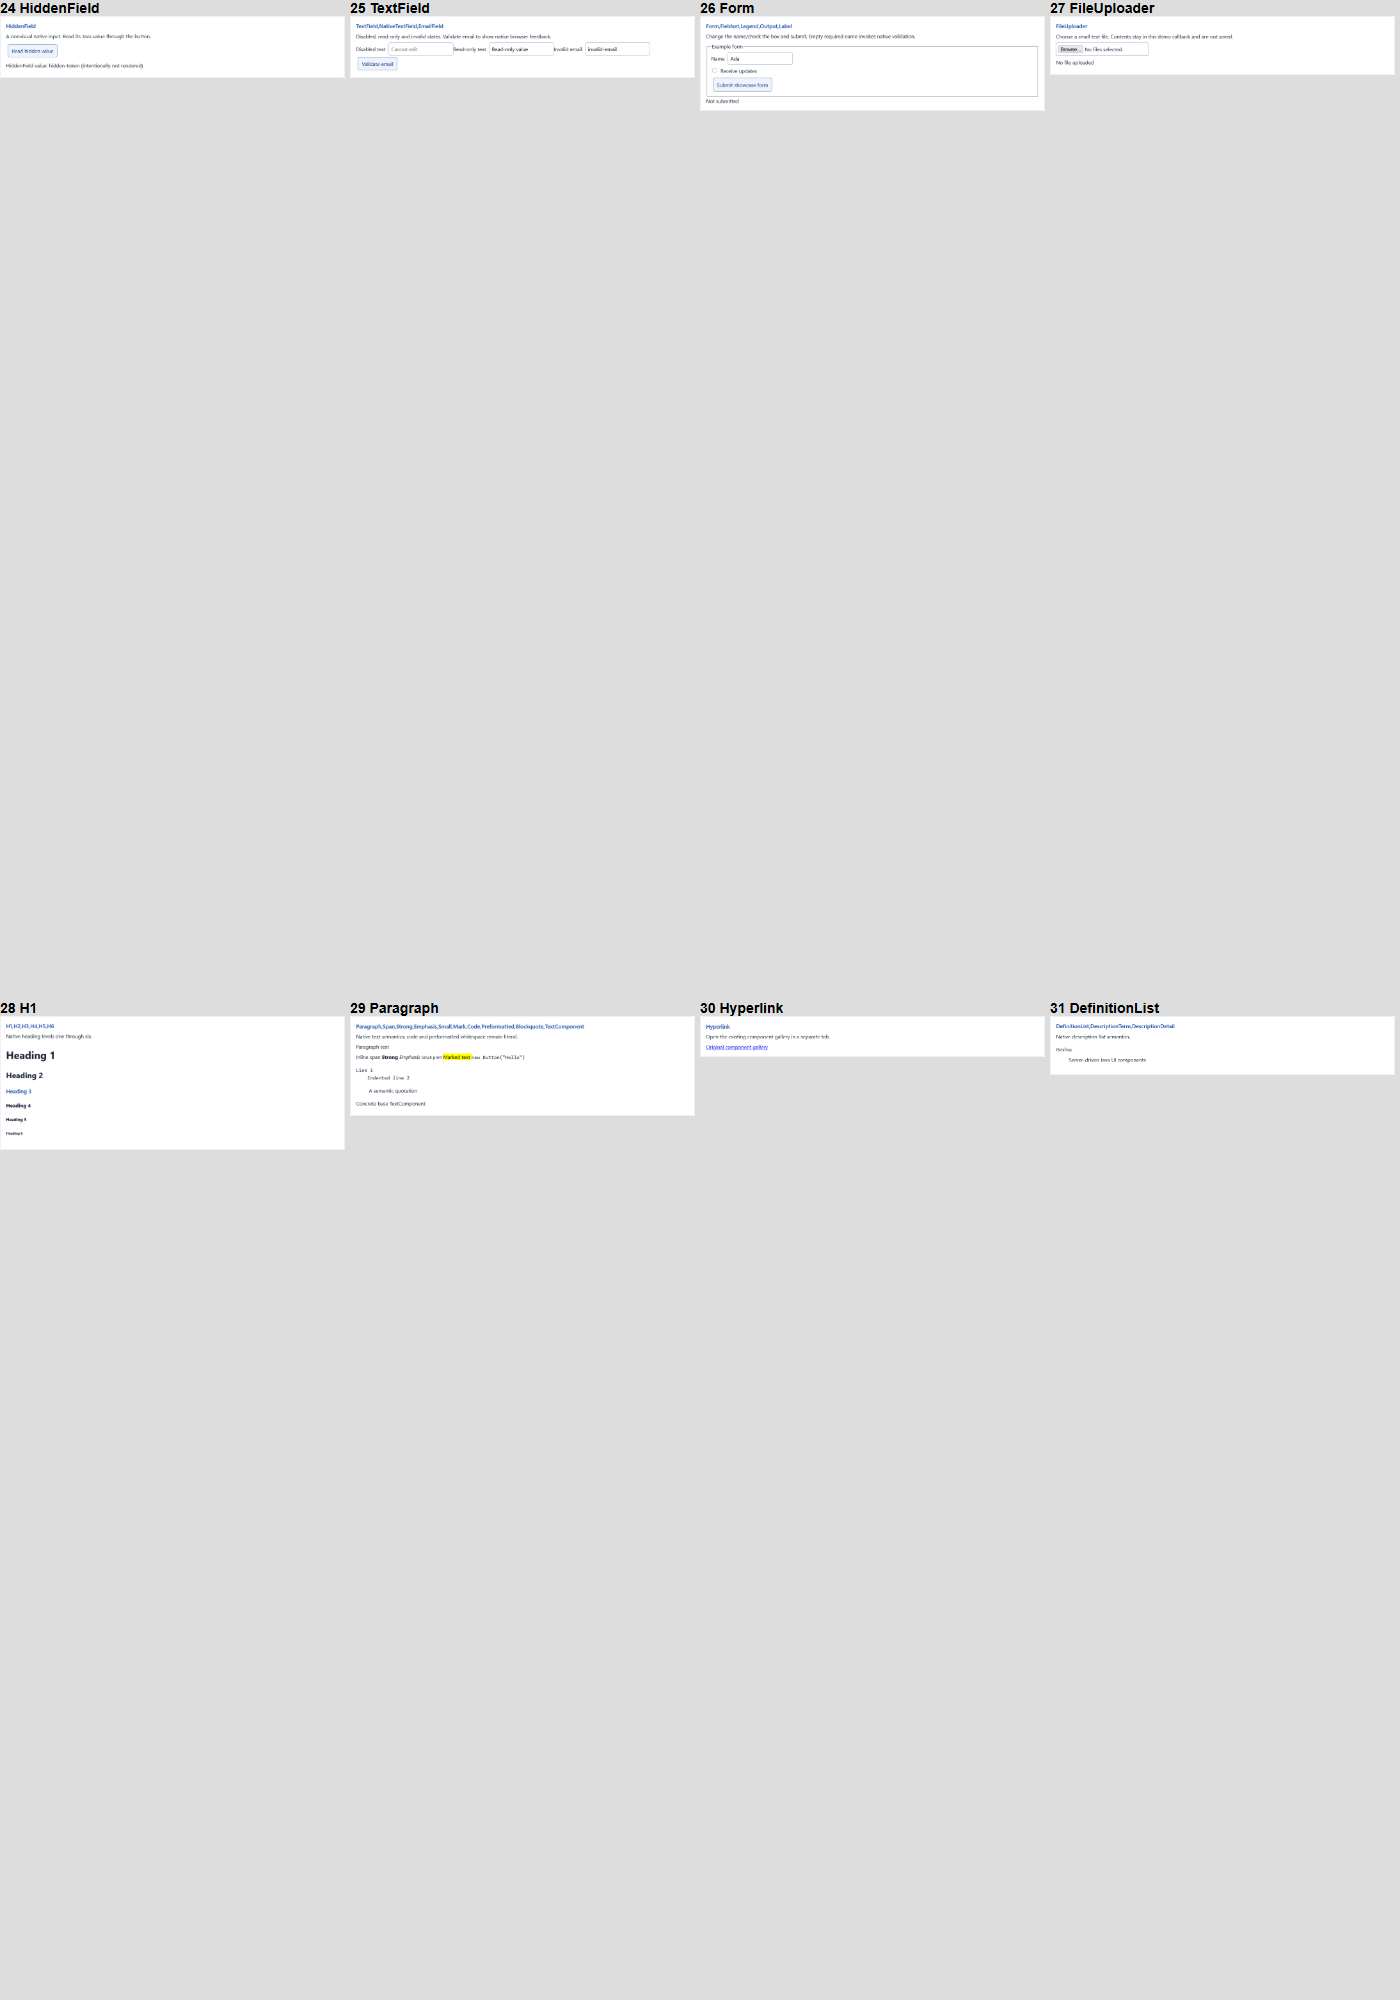 24 HiddenField
HiddenField
A nonvisual native input. Read its Java value through the button.
Read hidden value
HiddenField value: hidden-token (intentionally not rendered)
25 TextField
TextField,NativeTextField,EmailField
Disabled, read-only and invalid states. Validate email to show native browser feedback.
Disabled text Cannot edit Read-only text Read-only value Invalid email invalid-email
Validate email
26 Form
Form,Fieldset,Legend,Output,Label
Change the name/check the box and submit. Empty required name invokes native validation.
Example form
Name Ada
Receive updates
Submit showcase form
Not submitted
27 FileUploader
FileUploader
Choose a small text file. Contents stay in this demo callback and are not saved.
Browse... No files selected.
No file uploaded
28 H1
H1,H2,H3,H4,H5,H6
Native heading levels one through six.
Heading 1
Heading 2
Heading 3
Heading 4
Heading 5
Heading 6
29 Paragraph
Paragraph,Span,Strong,Emphasis,Small,Mark,Code,Preformatted,Blockquote,TextComponent
Native text semantics; code and preformatted whitespace remain literal.
Paragraph text
Inline span Strong Emphasis Small print Marked text new Button("Hello")
Line 1
Indented line 2
A semantic quotation
Concrete base TextComponent
30 Hyperlink
Hyperlink
Open the existing component gallery in a separate tab.
Original component gallery
31 DefinitionList
DefinitionList,DescriptionTerm,DescriptionDetail
Native description list semantics.
Server-driven Java UI components